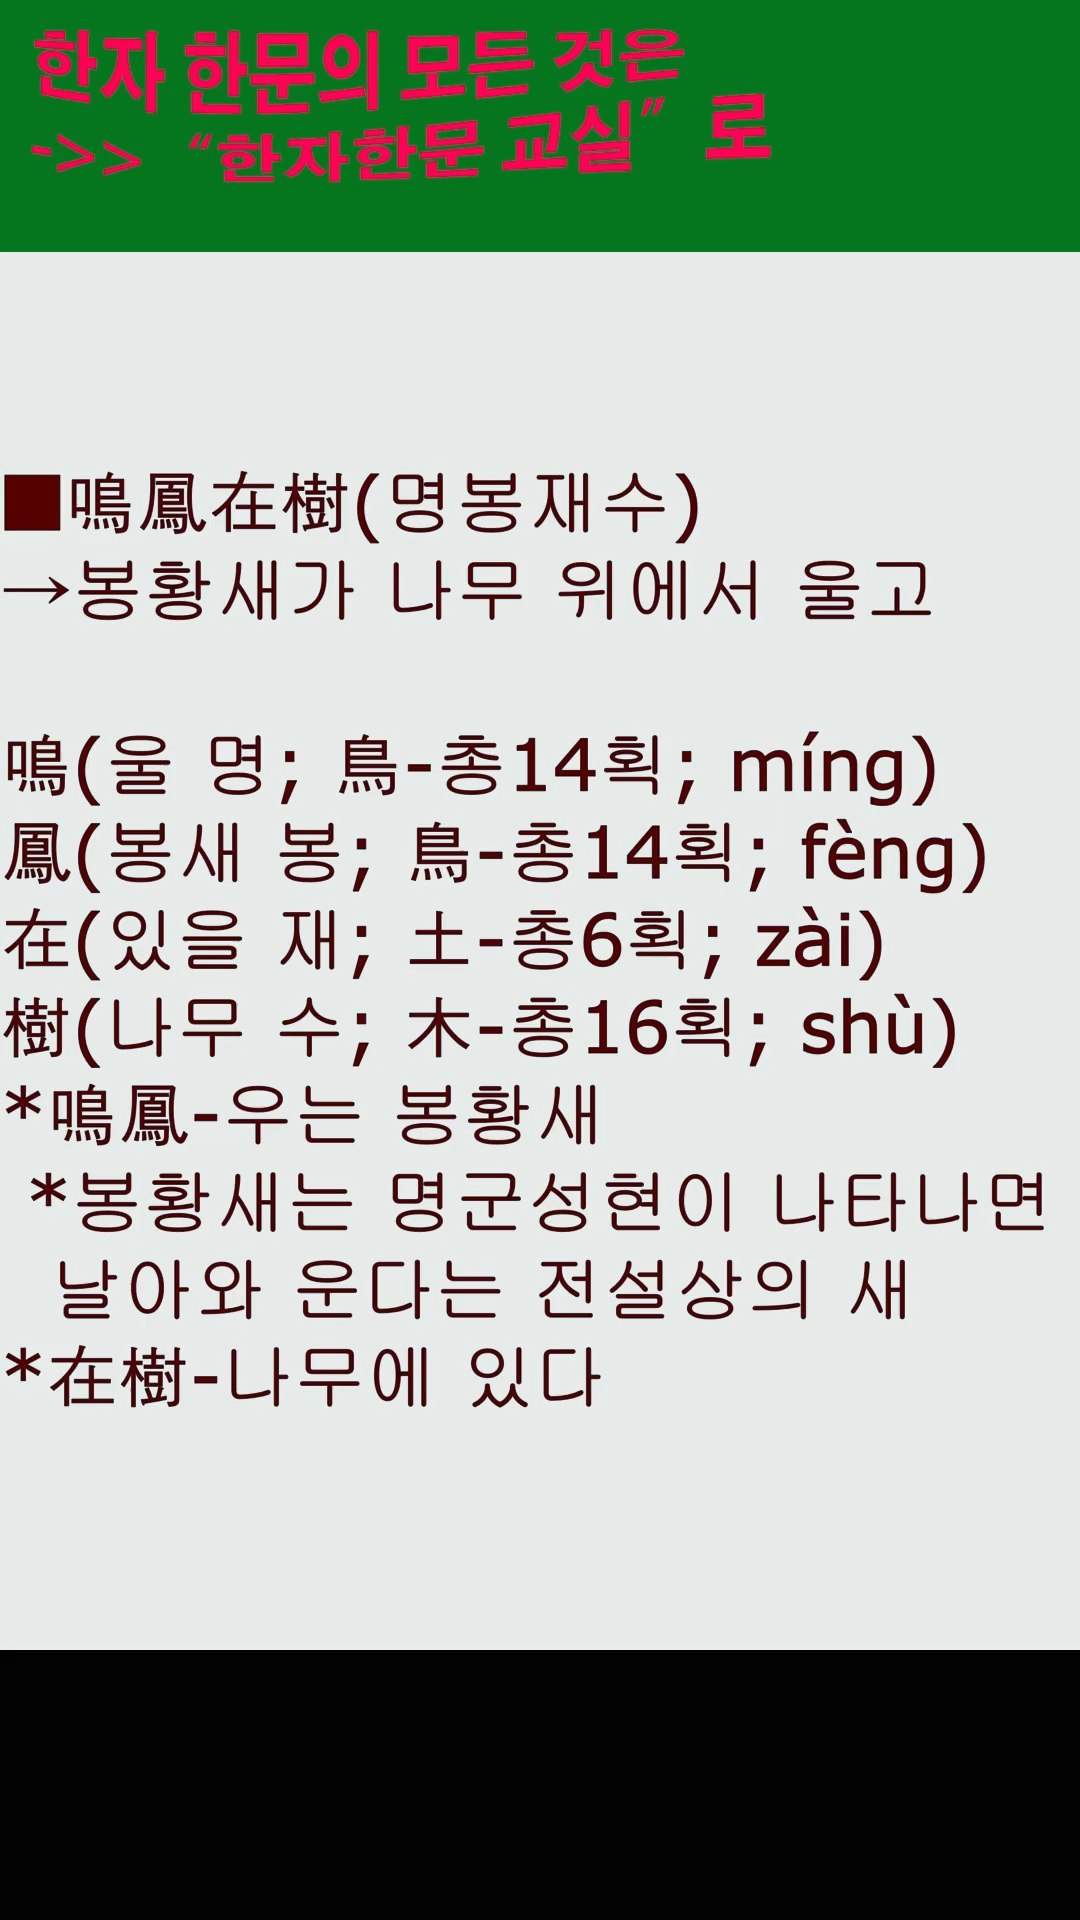 한자 한문의 모든 것은
->> “한자한문 교실” 로
■鳴鳳在樹(명봉재수)
→봉황새가 나무 위에서 울고
鳴(울 명; 鳥-총14획; míng)
鳳(봉새 봉; 鳥-총14획; fèng)
在(있을 재; 土-총6획; zài)
樹(나무 수; 木-총16획; shù)
*鳴鳳-우는 봉황새
*봉황새는 명군성현이 나타나면
날아와 운다는 전설상의 새
*在樹-나무에 있다